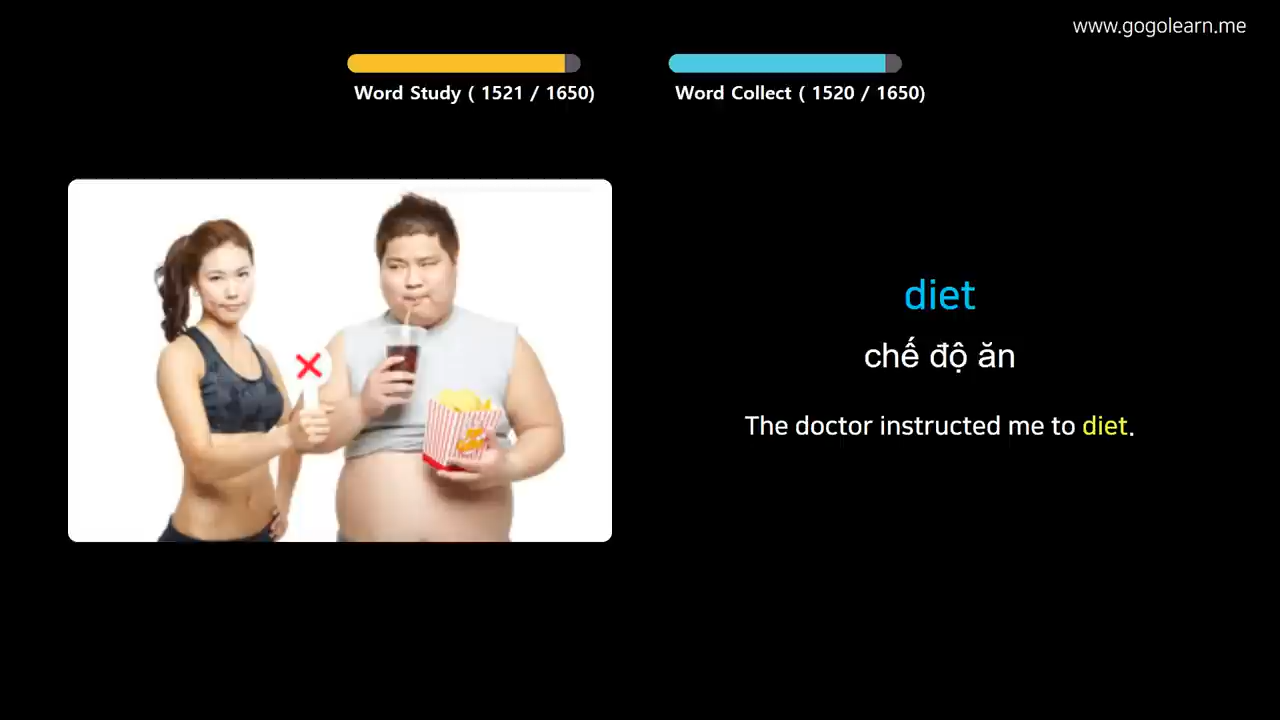 www.gogolearn.me
Word Study ( 1521 / 1650)
Word Collect ( 1520 / 1650)
diet
chế độ ăn
The doctor instructed me to diet.